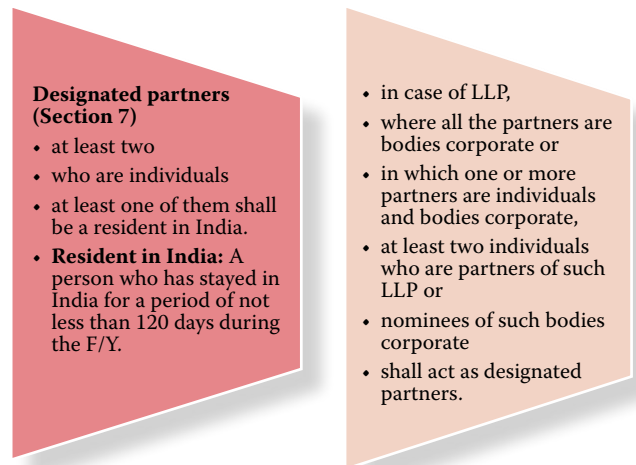 Designated partners
(Section 7)
• at least two
• who are individuals
• at least one of them shall
be a resident in India.
• Resident in India: A
person who has stayed in
India for a period of not
less than 120 days during
the F/Y.
• in case of LLP,
• where all the partners are
bodies corporate or
• in which one or more
partners are individuals
and bodies corporate,
• at least two individuals
who are partners of such
LLP or
• nominees of such bodies
corporate
• shall act as designated
partners.